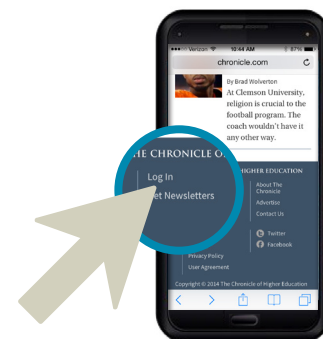 Verizon 10:44 AM 87%
chronicle.com
By Brad Wolverton
At Clemson University,
religion is crucial to the
football program. The
coach wouldn't have it
any other way.
HE CHRONICLE O
HIGHER EDUCATION
Log In
et Newsletters
About The
Chronicle
Advertise
Contact Us
Twitter
Facebook
Privacy Policy
User Agreement
Copyright © 2014 The Chronicle of Higher Education